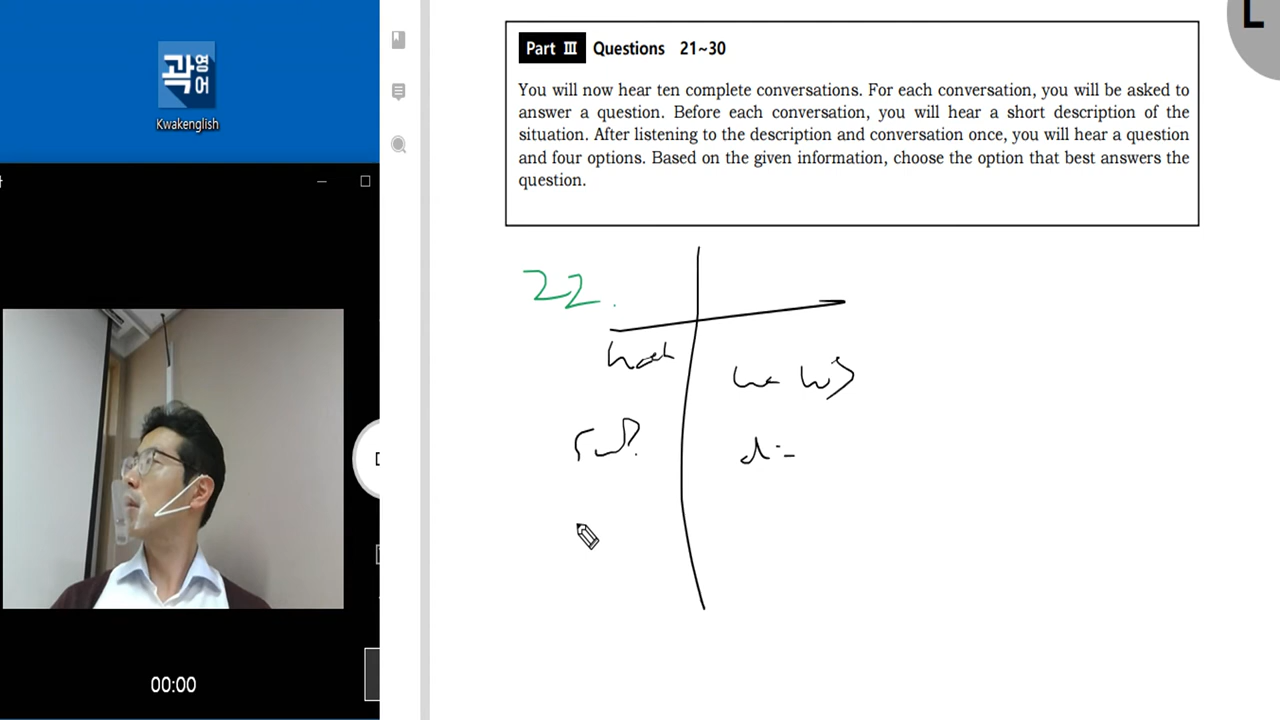 곽영어
Kwakenglish
00:00
L
Part Ⅲ Questions 21~30
You will now hear ten complete conversations. For each conversation, you will be asked to
answer a question. Before each conversation, you will hear a short description of the
situation. After listening to the description and conversation once, you will hear a question
and four options. Based on the given information, choose the option that best answers the
question.
22.